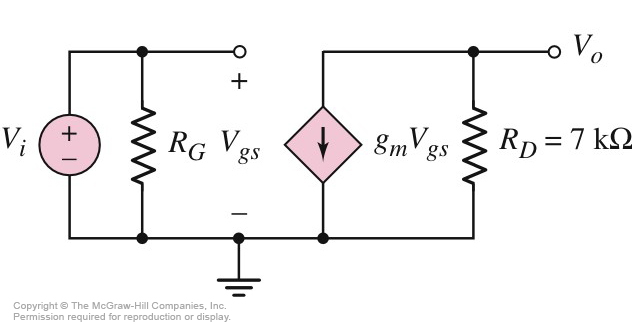 V_o
+
V_i
+
−
R_G V_gs
g_mV_gs
R_D = 7 kΩ
−
Copyright © The McGraw-Hill Companies, Inc.
Permission required for reproduction or display.